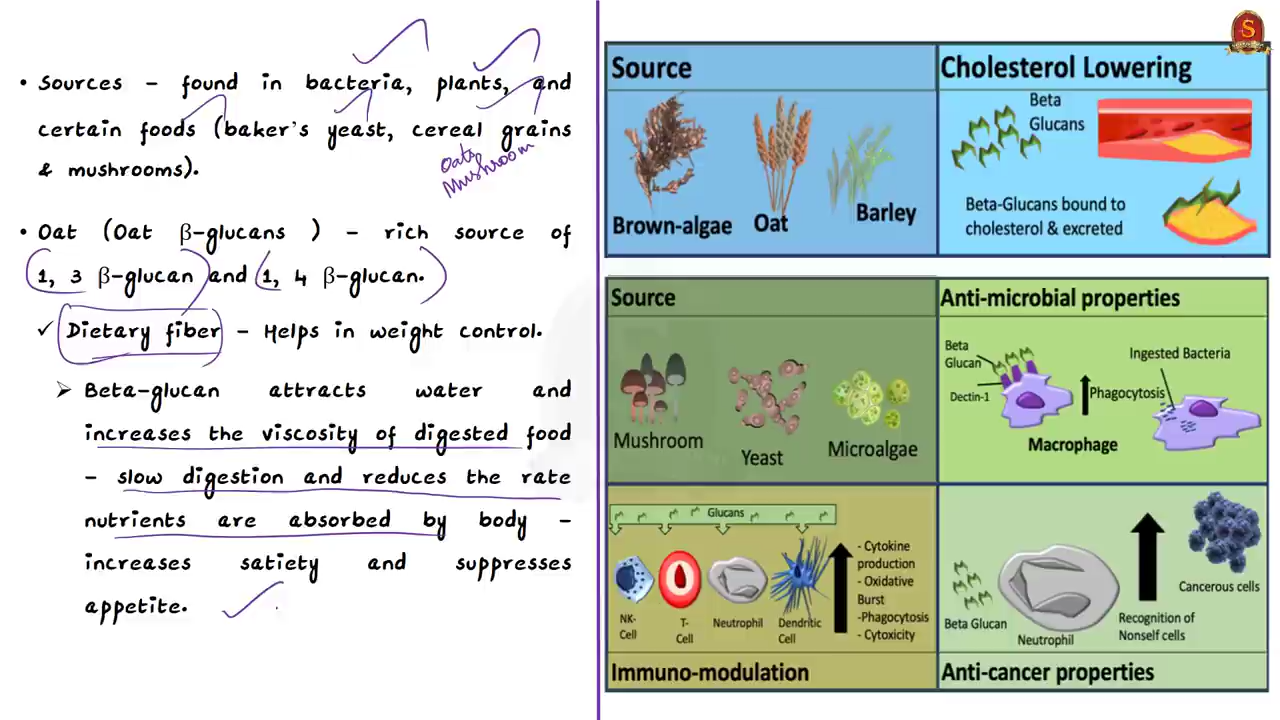 • Sources – found in bacteria, plants, and
certain foods (baker's yeast, cereal grains
& mushrooms).
Oats
Mushroom
• Oat (Oat β-glucans ) – rich source of
1, 3 β-glucan and 1, 4 β-glucan.
✓ Dietary fiber – Helps in weight control.
➢ Beta-glucan attracts water and
increases the viscosity of digested food
– slow digestion and reduces the rate
nutrients are absorbed by body –
increases satiety and suppresses
appetite.
Source
Brown-algae
Oat
Barley
Cholesterol Lowering
Beta
Glucans
Beta-Glucans bound to
cholesterol & excreted
Source
Mushroom
Yeast
Microalgae
Anti-microbial properties
Beta
Glucan
Dectin-1
Phagocytosis
Ingested Bacteria
Macrophage
Glucans
NK-
Cell
T-
Cell
Neutrophil
Dendritic
Cell
- Cytokine
production
- Oxidative
Burst
-Phagocytosis
- Cytoxicity
Immuno-modulation
Beta Glucan
Neutrophil
Recognition of
Nonself cells
Cancerous cells
Anti-cancer properties
S